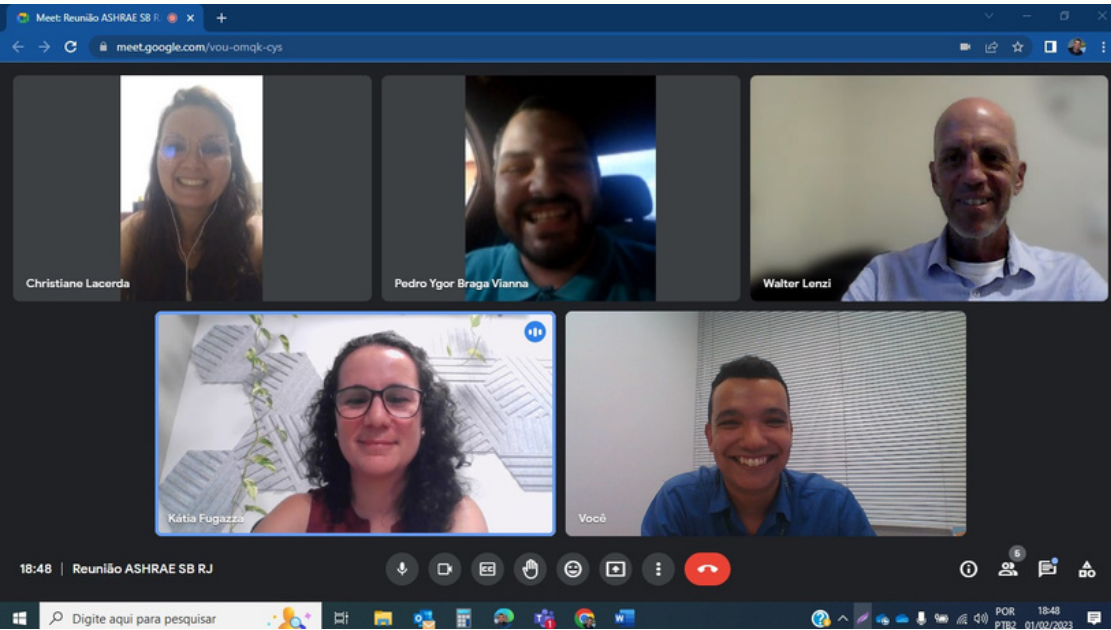 Meet: Reunião ASHRAE SB R
meet.google.com/vou-omqk-cys
Christiane Lacerda
Pedro Ygor Braga Vianna
Walter Lenzi
Kátia Fugazza
Você
18:48 | Reunião ASHRAE SB RJ
6
Digite aqui para pesquisar
POR
PTB2
18:48
01/02/2023